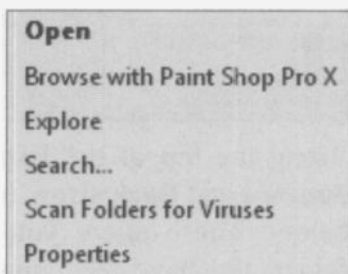 Open
Browse with Paint Shop Pro X
Explore
Search...
Scan Folders for Viruses
Properties